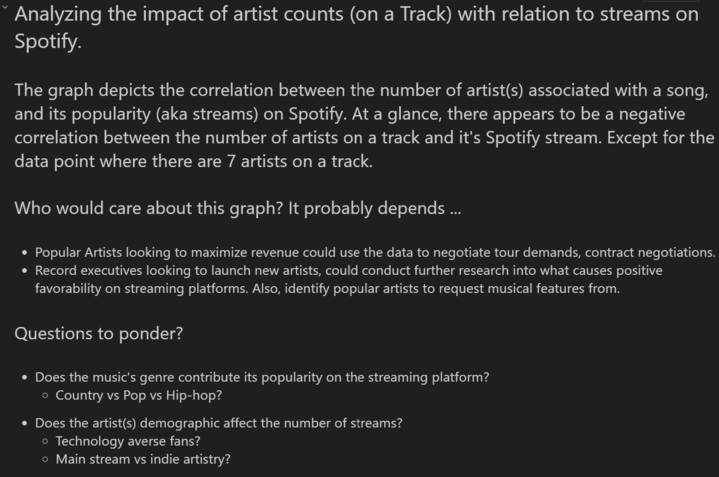 Analyzing the impact of artist counts (on a Track) with relation to streams on
Spotify.
The graph depicts the correlation between the number of artist(s) associated with a song,
and its popularity (aka streams) on Spotify. At a glance, there appears to be a negative
correlation between the number of artists on a track and it's Spotify stream. Except for the
data point where there are 7 artists on a track.
Who would care about this graph? It probably depends ...
• Popular Artists looking to maximize revenue could use the data to negotiate tour demands, contract negotiations.
• Record executives looking to launch new artists, could conduct further research into what causes positive
favorability on streaming platforms. Also, identify popular artists to request musical features from.
Questions to ponder?
• Does the music's genre contribute its popularity on the streaming platform?
○ Country vs Pop vs Hip-hop?
• Does the artist(s) demographic affect the number of streams?
○ Technology averse fans?
○ Main stream vs indie artistry?